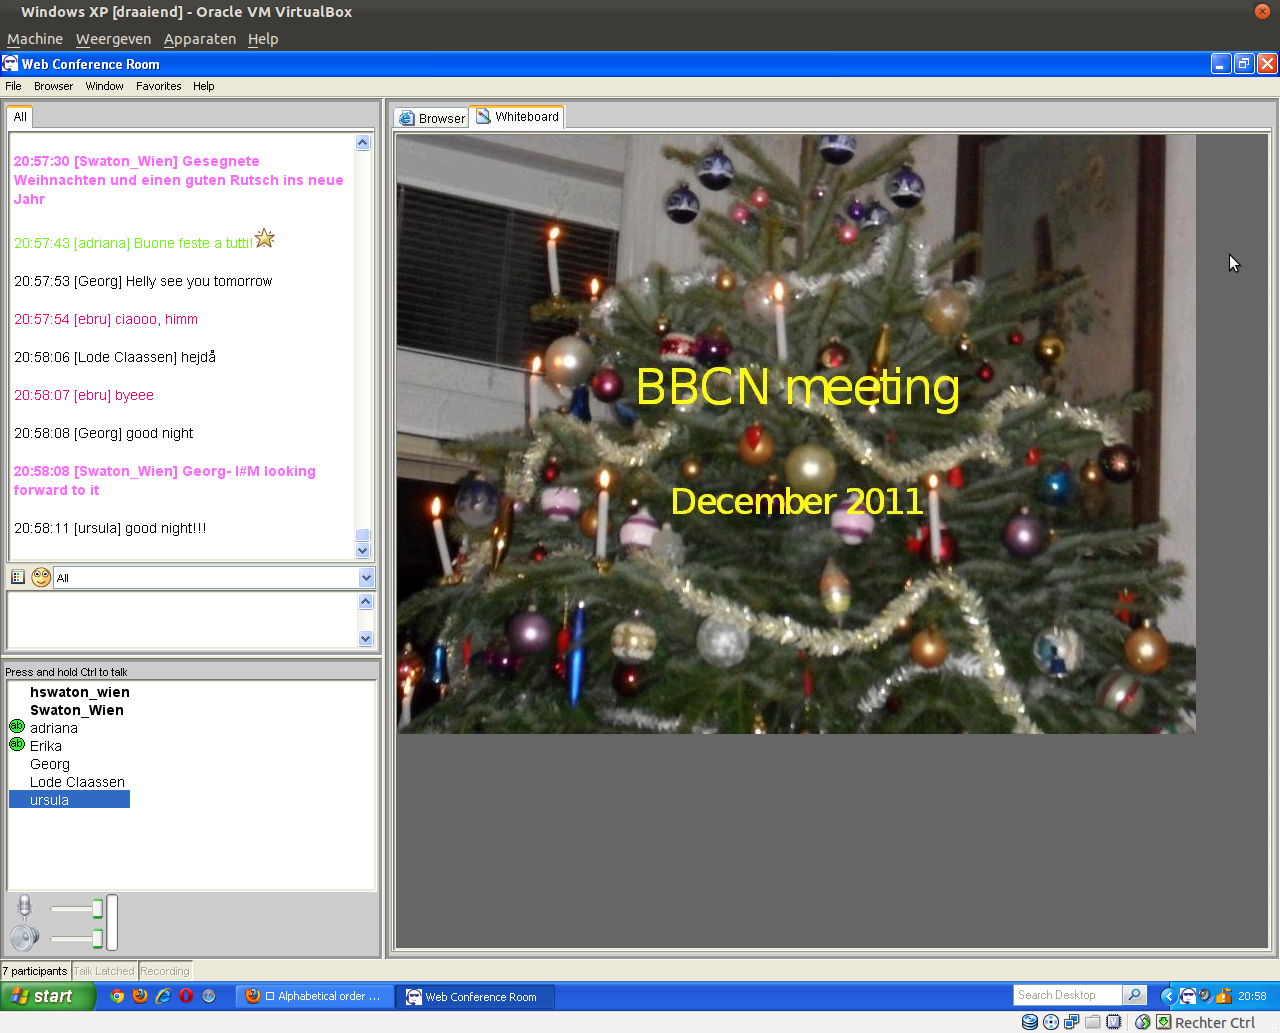 Windows XP [draaiend] - Oracle VM VirtualBox
Machine Weergeven Apparaten Help
Web Conference Room
File Browser Window Favorites Help
All
20:57:30 [Swaton_Wien] Gesegnete
Weihnachten und einen guten Rutsch ins neue
Jahr
20:57:43 [adriana] Buone feste a tutti!
20:57:53 [Georg] Helly see you tomorrow
20:57:54 [ebru] ciaooo, himm
20:58:06 [Lode Claassen] hejdå
20:58:07 [ebru] byeee
20:58:08 [Georg] good night
20:58:08 [Swaton_Wien] Georg- I#M looking
forward to it
20:58:11 [ursula] good night!!!
All
Press and hold Ctrl to talk
hswaton_wien
Swaton_Wien
ab adriana
ab Erika
Georg
Lode Claassen
ursula
Browser Whiteboard
BBCN meeting
December 2011
7 participants Talk Latched Recording
start
Alphabetical order ...
Web Conference Room
Search Desktop
20:58
Rechter Ctrl